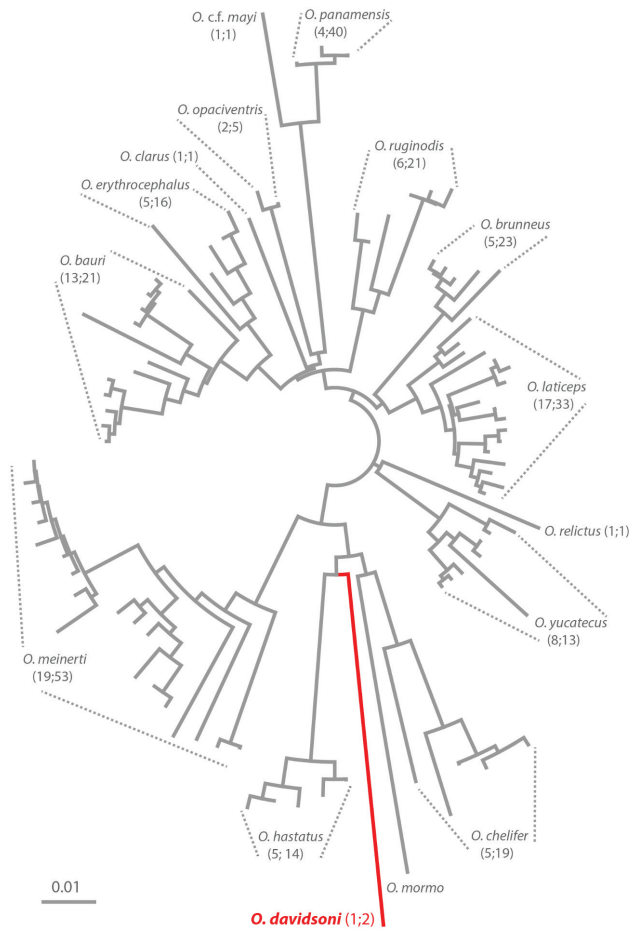 O. c.f. mayi
(1;1)
O. panamensis
(4;40)
O. opaciventris
(2;5)
O. clarus (1;1)
O. erythrocephalus
(5;16)
O. ruginodis
(6;21)
O. brunneus
(5;23)
O. bauri
(13;21)
O. laticeps
(17;33)
O. relictus (1;1)
O. yucatecus
(8;13)
O. meinerti
(19;53)
O. hastatus
(5; 14)
O. chelifer
(5;19)
O. mormo
0.01
O. davidsoni (1;2)